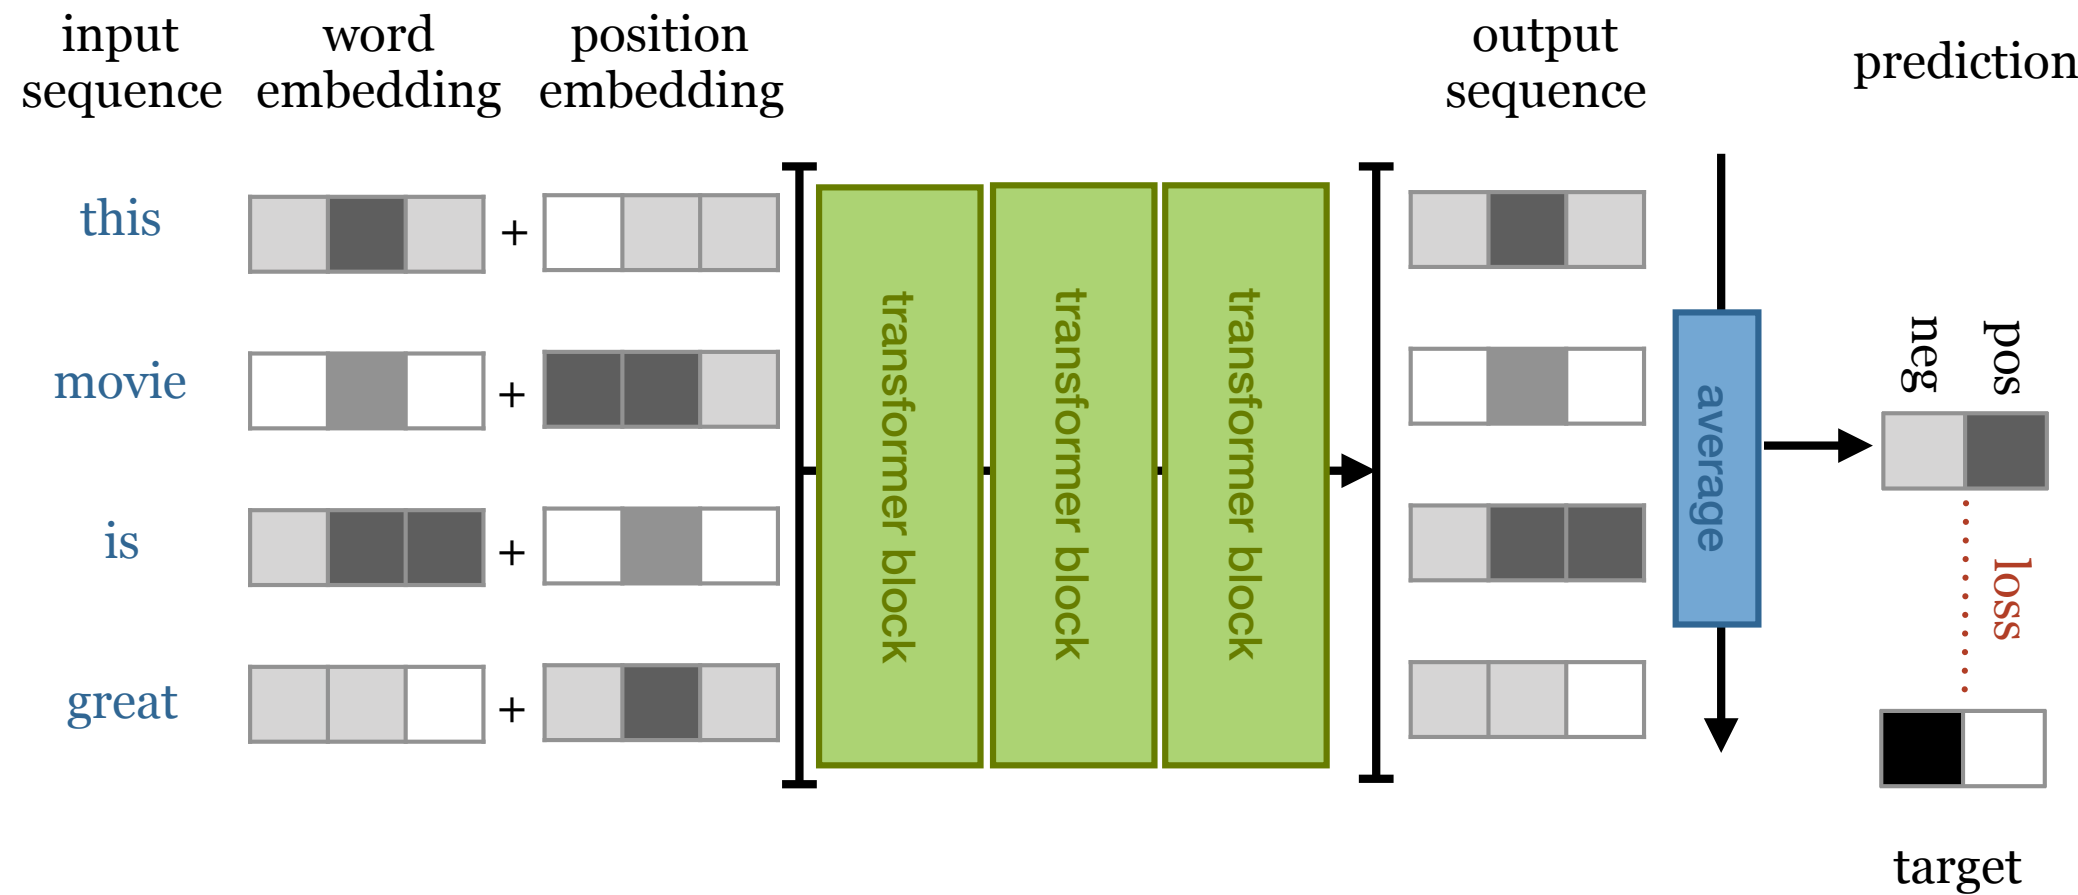 input
sequence
word
embedding
position
embedding
output
sequence
prediction
this
+
movie
+
is
+
great
+
transformer block
transformer block
transformer block
average
neg
pos
loss
target